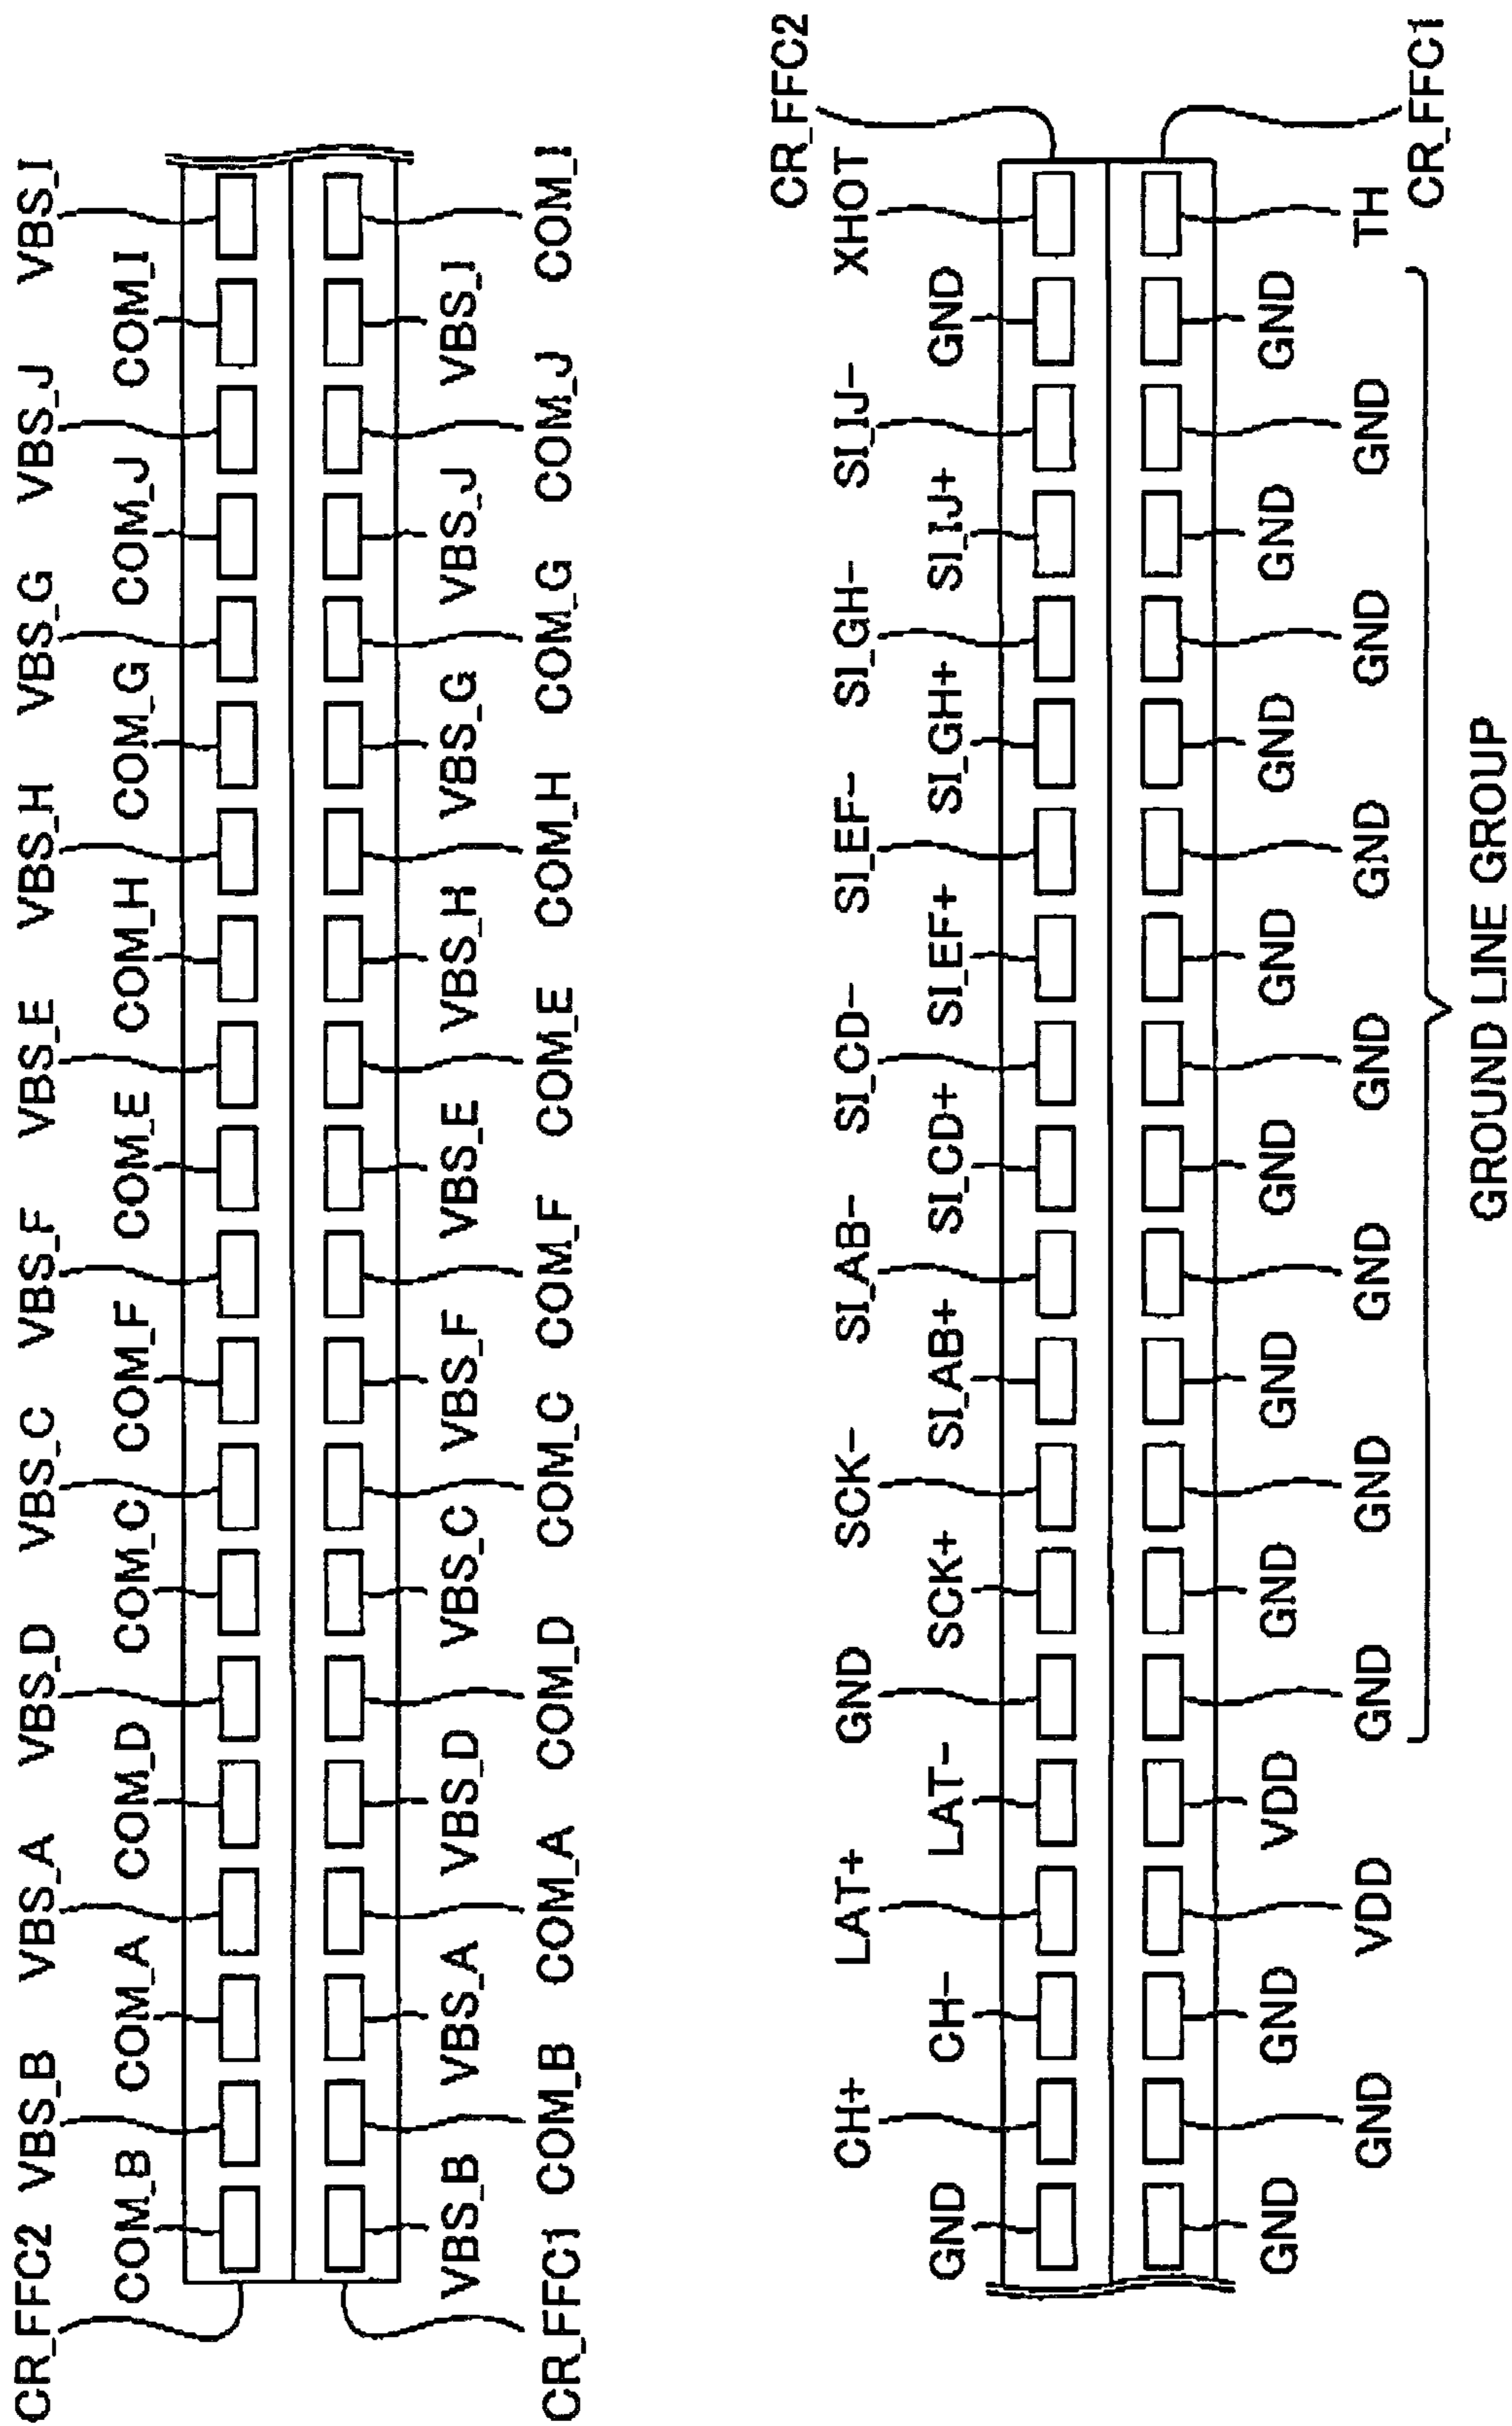 CR_FFC2 VBS_B VBS_A VBS_D VBS_C VBS_F VBS_E VBS_H VBS_G VBS_J VBS_I
COM_B COM_A COM_D COM_C COM_F COM_E COM_H COM_G COM_J COM_I
VBS_B VBS_A VBS_D VBS_C VBS_F VBS_E VBS_H VBS_G VBS_J VBS_I
CR_FFC1 COM_B COM_A COM_D COM_C COM_F COM_E COM_H COM_G COM_J COM_I
CR_FFC2
CH+ LAT+ GND SCK- SI_AB- SI_CD- SI_EF- SI_GH- SI_IJ- XHOT
GND CH- LAT- SCK+ SI_AB+ SI_CD+ SI_EF+ SI_GH+ SI_IJ+ GND
GND GND VDD GND GND GND GND GND GND GND
GND VDD GND GND GND GND GND GND GND TH
CR_FFC1
GROUND LINE GROUP